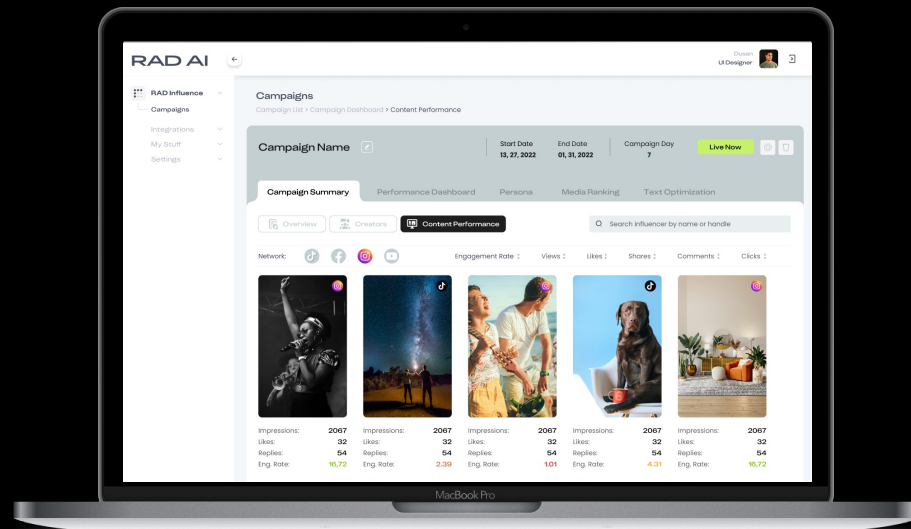 RAD AI
Dusan
UI Designer
RAD Influence
Campaigns
Integrations
My Stuff
Settings
Campaigns
Campaign List > Campaign Dashboard > Content Performance
Campaign Name
Start Date
13, 27, 2022
End Date
01, 31, 2022
Campaign Day
7
Live Now
Campaign Summary
Performance Dashboard
Persona
Media Ranking
Text Optimization
Overview
Creators
Content Performance
Search influencer by name or handle
Network:
Engagement Rate
Views
Likes
Shares
Comments
Clicks
Impressions: 2067
Likes: 32
Replies: 54
Eng. Rate: 16,72
Impressions: 2067
Likes: 32
Replies: 54
Eng. Rate: 2.39
Impressions: 2067
Likes: 32
Replies: 54
Eng. Rate: 1.01
Impressions: 2067
Likes: 32
Replies: 54
Eng. Rate: 4.31
Impressions: 2067
Likes: 32
Replies: 54
Eng. Rate: 16,72
MacBook Pro